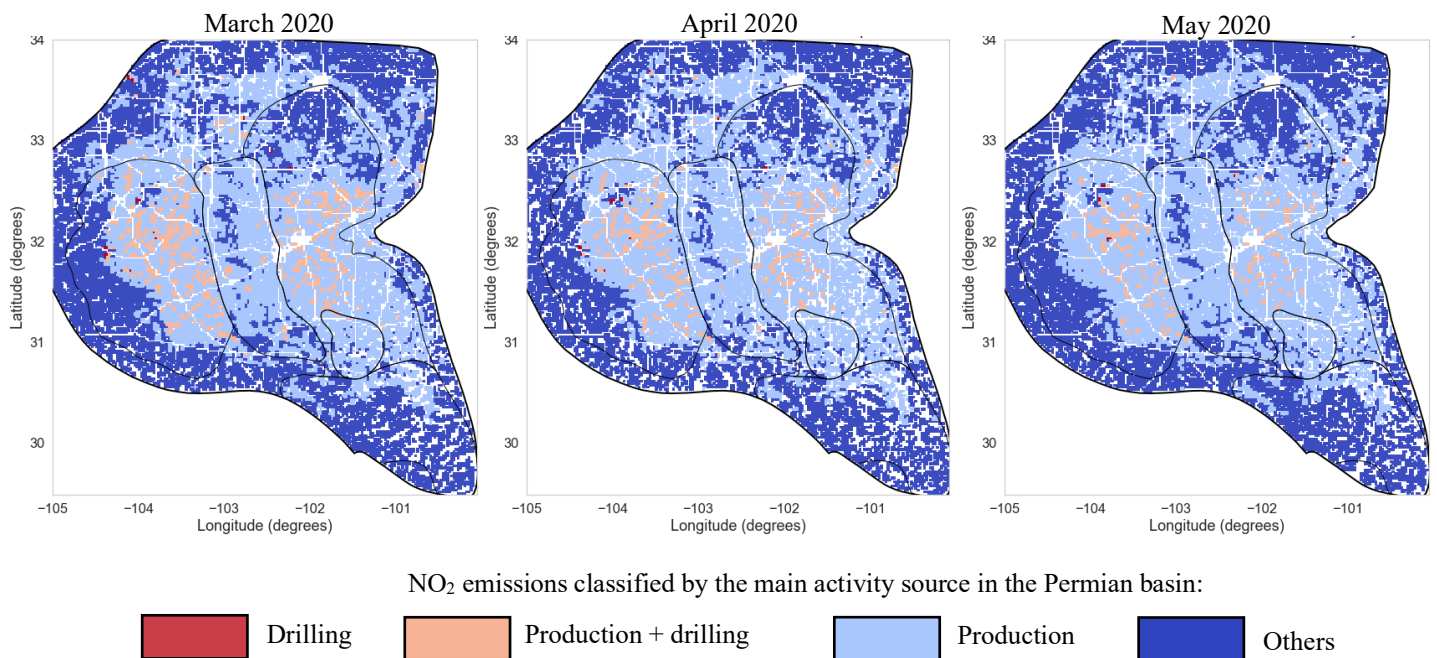 March 2020 April 2020 May 2020
34 34 34
33 33 33
32 32 32
31 31 31
30 30 30
Latitude (degrees) Latitude (degrees) Latitude (degrees)
−105 −104 −103 −102 −101 −105 −104 −103 −102 −101 −105 −104 −103 −102 −101
Longitude (degrees) Longitude (degrees) Longitude (degrees)
NO₂ emissions classified by the main activity source in the Permian basin:
Drilling Production + drilling Production Others